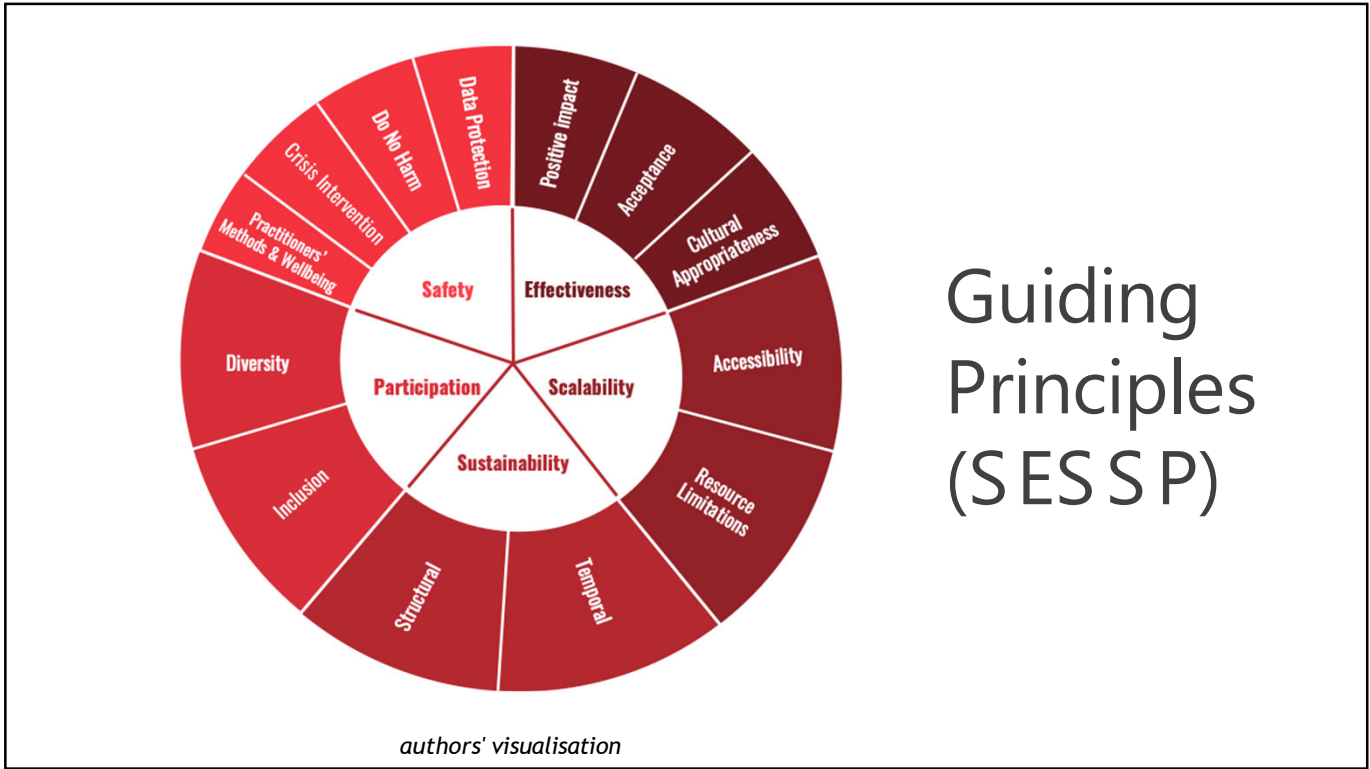 Data Protection
Do No Harm
Crisis Intervention
Practitioners'
Methods & Wellbeing
Positive impact
Acceptance
Cultural
Appropriateness
Safety
Effectiveness
Diversity
Participation
Scalability
Accessibility
Sustainability
Inclusion
Resource
Limitations
Structural
Temporal
Guiding
Principles
(SESSP)
authors' visualisation